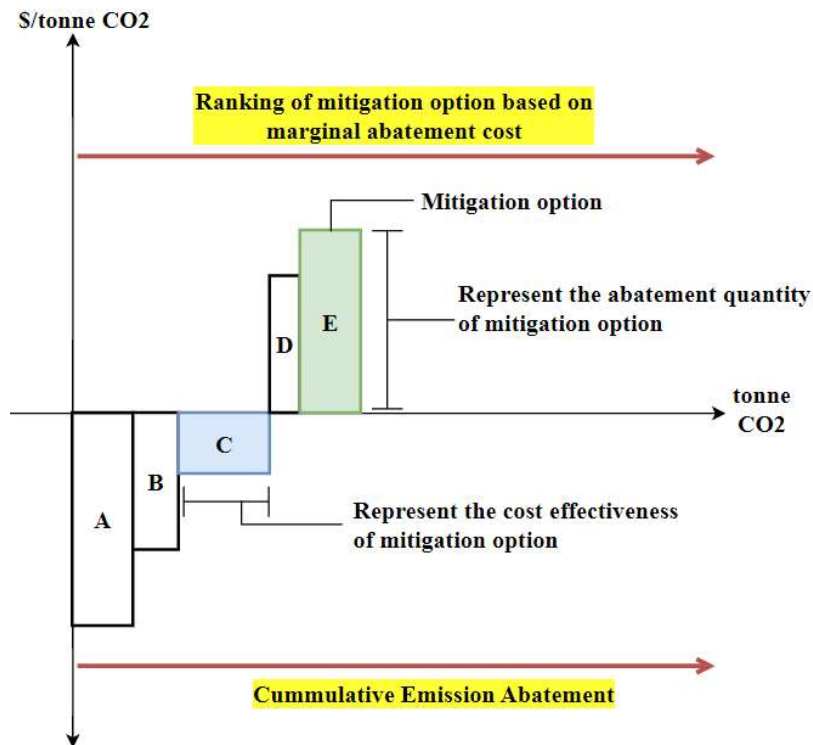 $/tonne CO2
Ranking of mitigation option based on
marginal abatement cost
Mitigation option
Represent the abatement quantity
of mitigation option
E
D
tonne
CO2
C
B
A
Represent the cost effectiveness
of mitigation option
Cummulative Emission Abatement